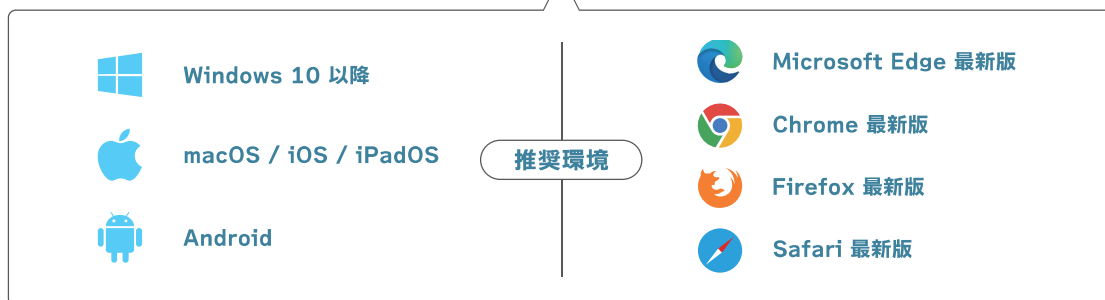 Windows 10 以降
macOS / iOS / iPadOS
Android
推奨環境
Microsoft Edge 最新版
Chrome 最新版
Firefox 最新版
Safari 最新版